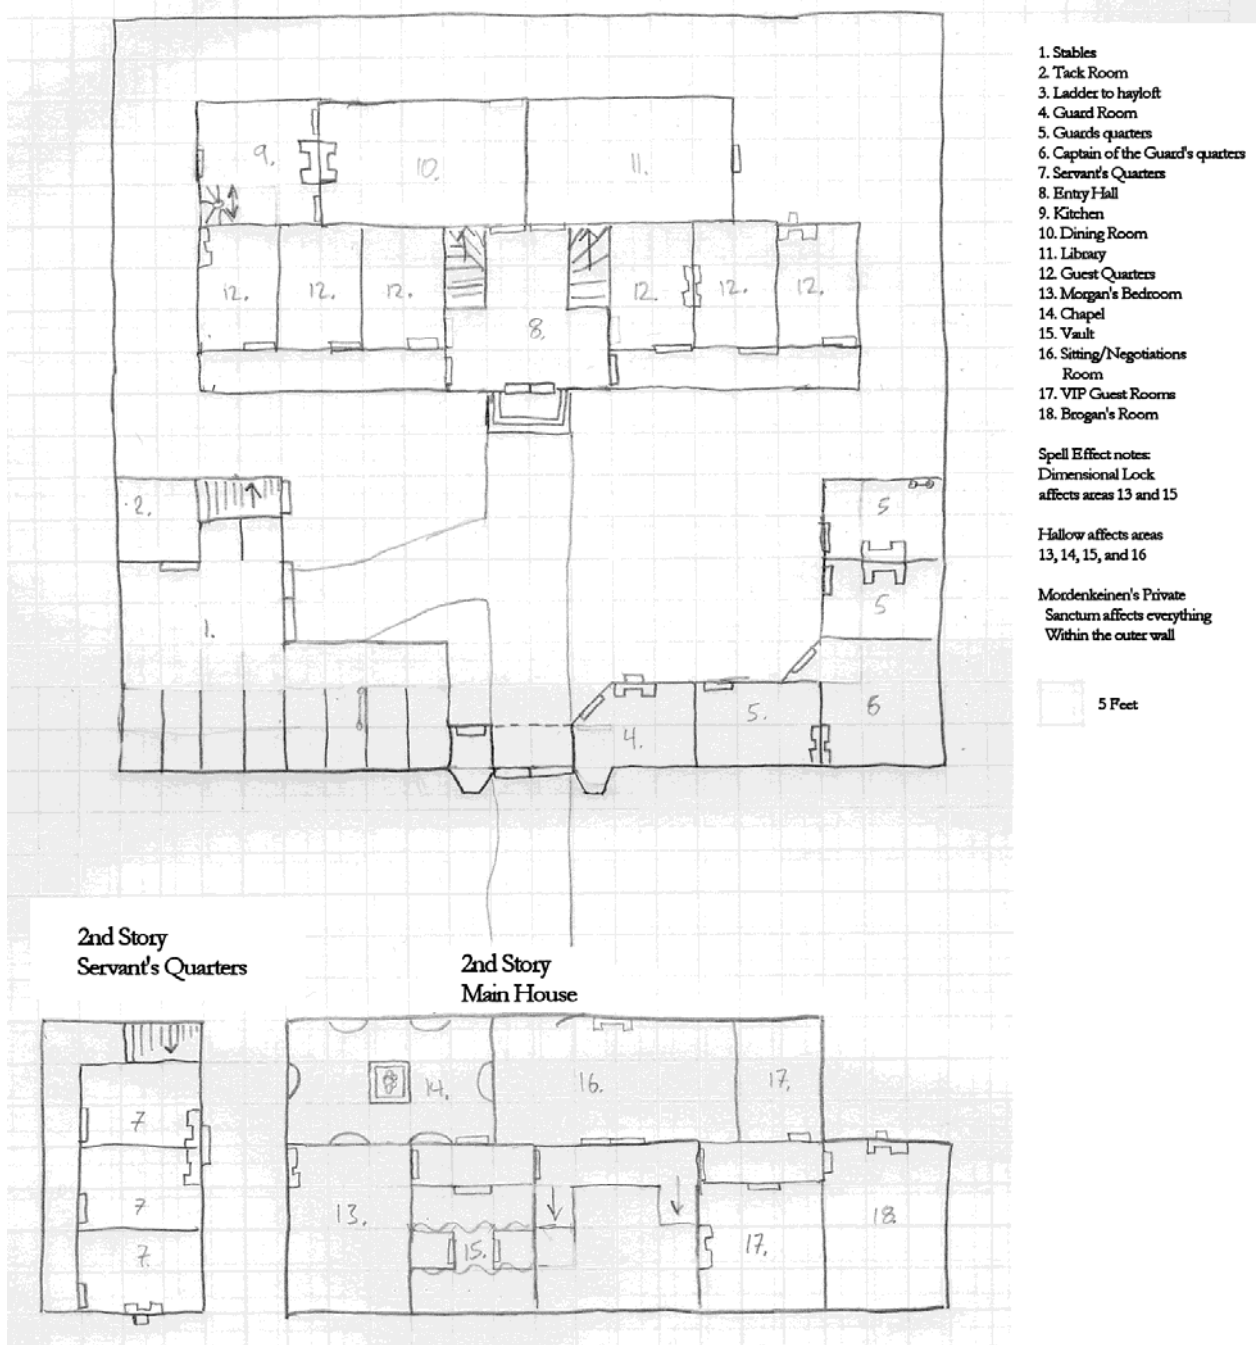 1. Stables
2. Tack Room
3. Ladder to hayloft
4. Guard Room
5. Guards quarters
6. Captain of the Guard's quarters
7. Servant's Quarters
8. Entry Hall
9. Kitchen
10. Dining Room
11. Library
12. Guest Quarters
13. Morgan's Bedroom
14. Chapel
15. Vault
16. Sitting/Negotiations
Room
17. VIP Guest Rooms
18. Brogan's Room
Spell Effect notes:
Dimensional Lock
affects areas 13 and 15
Hallow affects areas
13, 14, 15, and 16
Mordenkeinen's Private
Sanctum affects everything
Within the outer wall
5 Feet
9.
10.
11.
12.
12.
12.
8.
12.
12.
12.
2.
1.
5
5
6
5.
4.
2nd Story
Servant's Quarters
2nd Story
Main House
7
7
7
14.
16.
17.
13.
15.
17.
18.